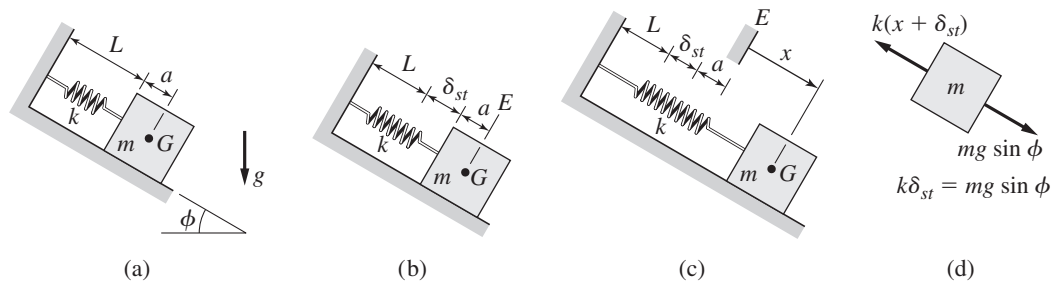 L
a
k
m
G
g
ϕ
(a)
L
δst
a
E
k
m
G
(b)
L
δst
a
E
x
k
m
G
(c)
k(x + δst)
m
mg sin ϕ
kδst = mg sin ϕ
(d)